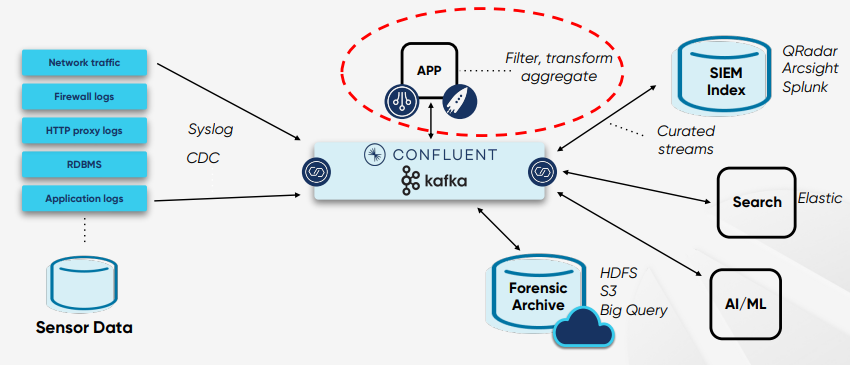 Network traffic
Firewall logs
HTTP proxy logs
RDBMS
Application logs
Sensor Data
Syslog
CDC
APP
Filter, transform
aggregate
CONFLUENT
kafka
SIEM
Index
QRadar
Arcsight
Splunk
Curated
streams
Search
Elastic
AI/ML
Forensic
Archive
HDFS
S3
Big Query